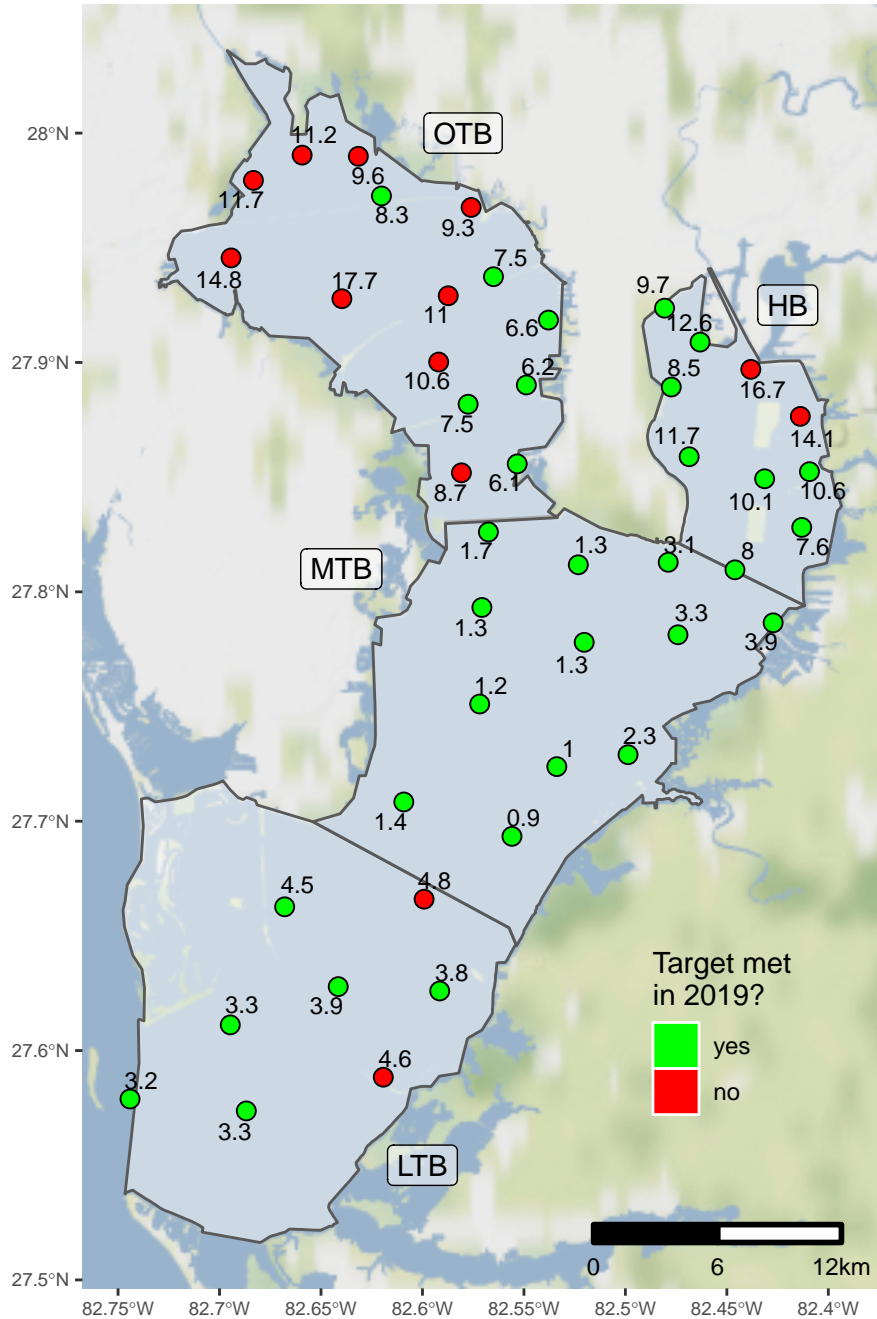 28°N
27.9°N
27.8°N
27.7°N
27.6°N
27.5°N
82.75°W
82.7°W
82.65°W
82.6°W
82.55°W
82.5°W
82.45°W
82.4°W
OTB
11.2
9.6
11.7
8.3
9.3
14.8
17.7
7.5
11
6.6
10.6
6.2
7.5
8.7
6.1
HB
9.7
12.6
8.5
16.7
14.1
11.7
10.1
10.6
7.6
8
MTB
1.7
1.3
3.1
1.3
1.3
3.3
3.9
1.2
1
2.3
1.4
0.9
4.5
4.8
3.9
3.8
3.3
4.6
3.2
3.3
LTB
Target met
in 2019?
yes
no
0 6 12km